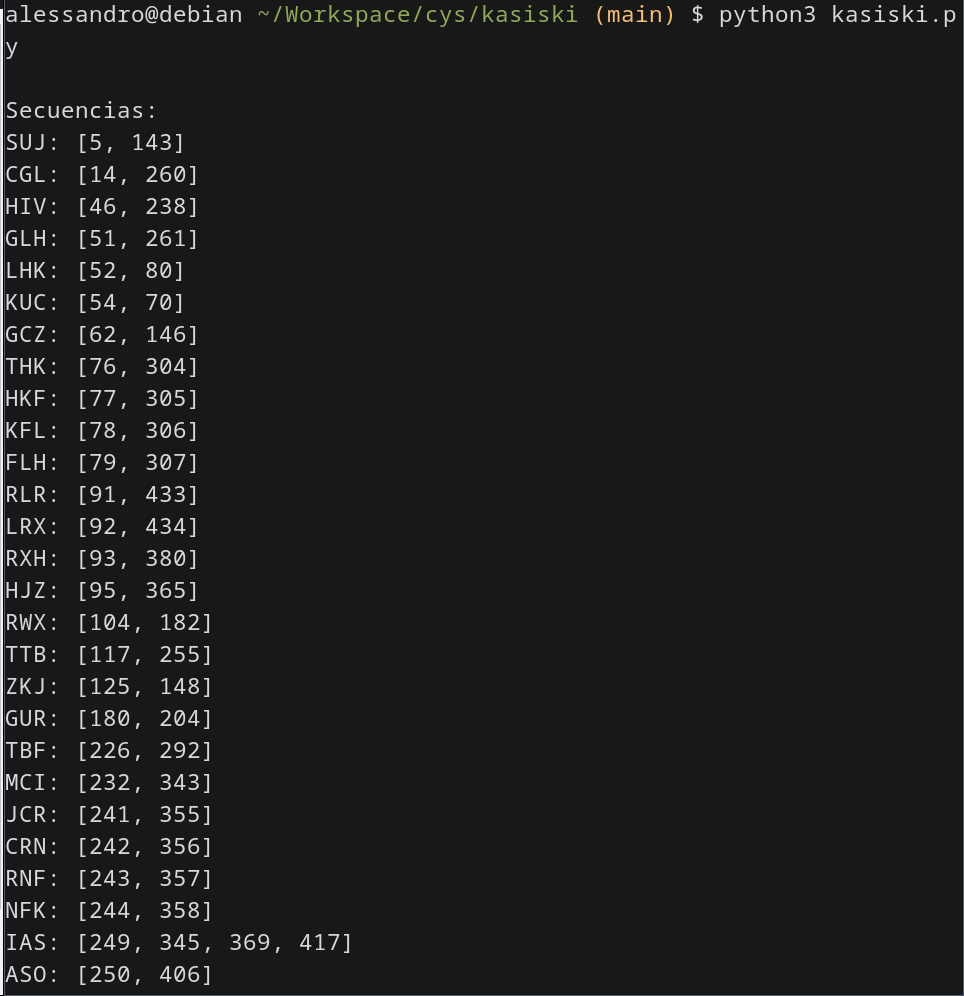 alessandro@debian ~/Workspace/cys/kasiski (main) $ python3 kasiski.p
y
Secuencias:
SUJ: [5, 143]
CGL: [14, 260]
HIV: [46, 238]
GLH: [51, 261]
LHK: [52, 80]
KUC: [54, 70]
GCZ: [62, 146]
THK: [76, 304]
HKF: [77, 305]
KFL: [78, 306]
FLH: [79, 307]
RLR: [91, 433]
LRX: [92, 434]
RXH: [93, 380]
HJZ: [95, 365]
RWX: [104, 182]
TTB: [117, 255]
ZKJ: [125, 148]
GUR: [180, 204]
TBF: [226, 292]
MCI: [232, 343]
JCR: [241, 355]
CRN: [242, 356]
RNF: [243, 357]
NFK: [244, 358]
IAS: [249, 345, 369, 417]
ASO: [250, 406]